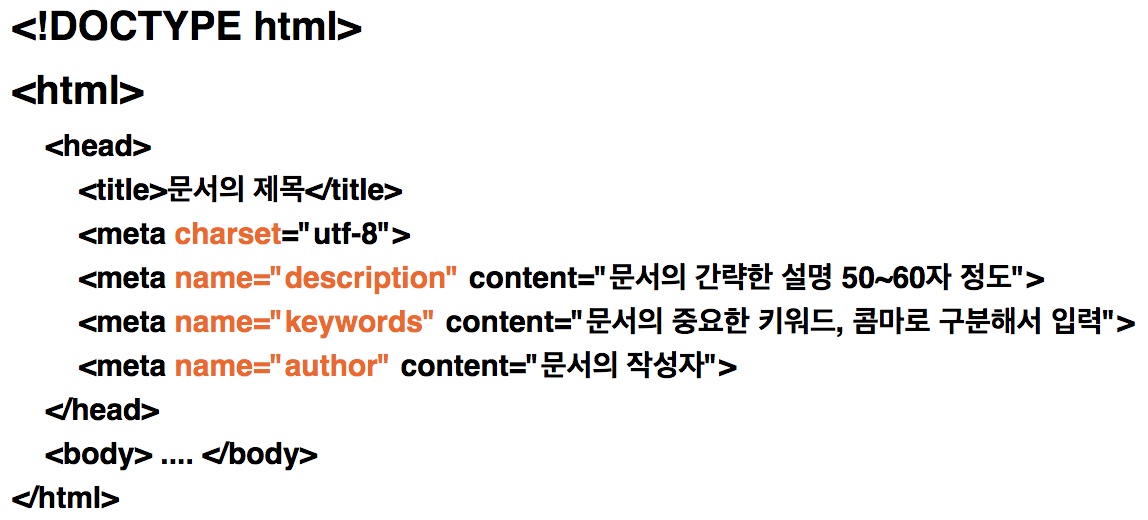 <!DOCTYPE html>
<html>
<head>
<title>문서의 제목</title>
<meta charset="utf-8">
<meta name="description" content="문서의 간략한 설명 50~60자 정도">
<meta name="keywords" content="문서의 중요한 키워드, 콤마로 구분해서 입력">
<meta name="author" content="문서의 작성자">
</head>
<body> .... </body>
</html>